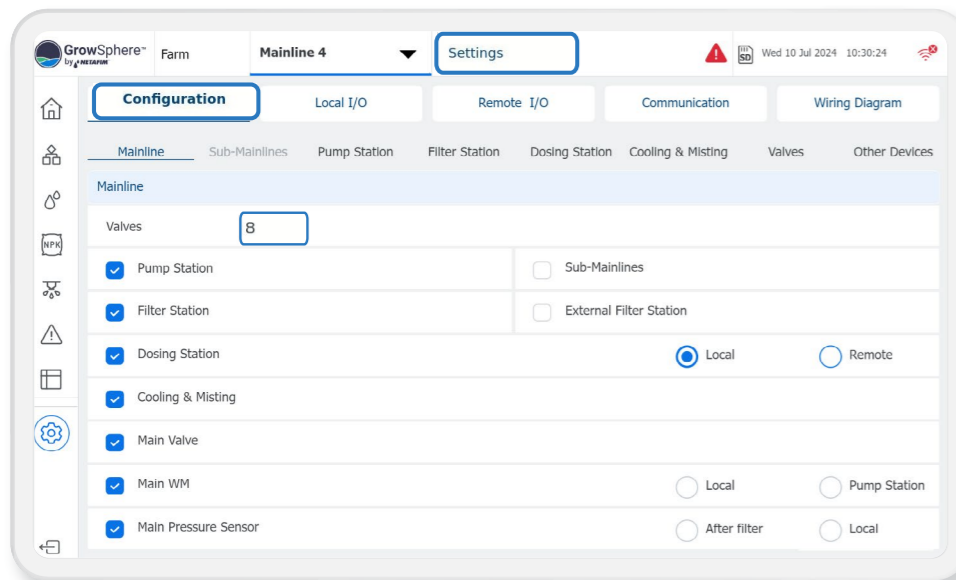 GrowSphere™ Farm Mainline 4 Settings SD Wed 10 Jul 2024 10:30:24
by NETAFIM
Configuration Local I/O Remote I/O Communication Wiring Diagram
Mainline Sub-Mainlines Pump Station Filter Station Dosing Station Cooling & Misting Valves Other Devices
Mainline
Valves 8
Pump Station Sub-Mainlines
Filter Station External Filter Station
NPK
Dosing Station Local Remote
Cooling & Misting
Main Valve
Main WM Local Pump Station
Main Pressure Sensor After filter Local